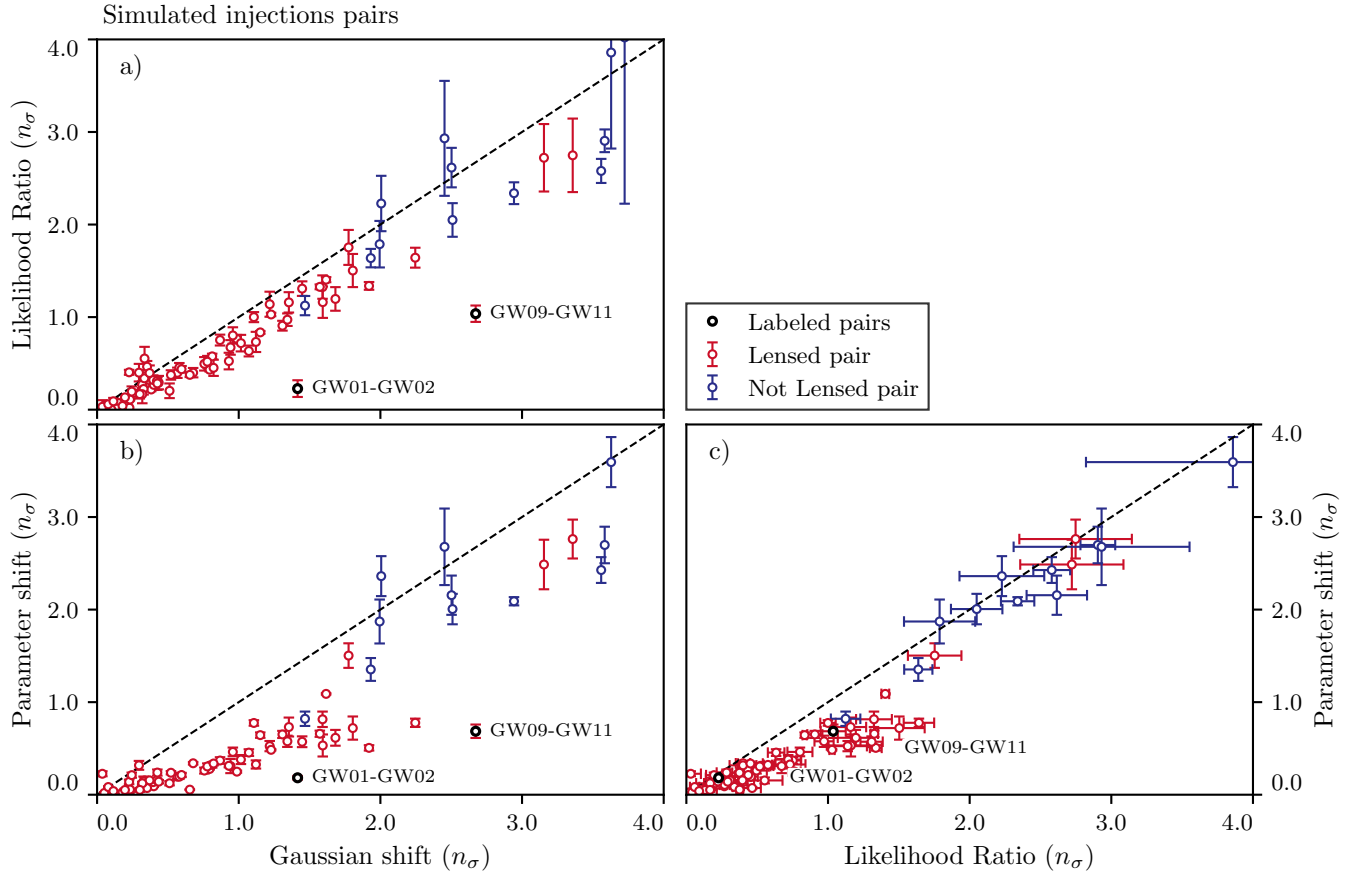 Simulated injections pairs
a)
4.0
3.0
2.0
1.0
0.0
Likelihood Ratio (nσ)
GW09-GW11
GW01-GW02
Labeled pairs
Lensed pair
Not Lensed pair
b)
4.0
3.0
2.0
1.0
0.0
Parameter shift (nσ)
GW09-GW11
GW01-GW02
0.0 1.0 2.0 3.0 4.0
Gaussian shift (nσ)
c)
GW09-GW11
GW01-GW02
4.0
3.0
2.0
1.0
0.0
Parameter shift (nσ)
0.0 1.0 2.0 3.0 4.0
Likelihood Ratio (nσ)